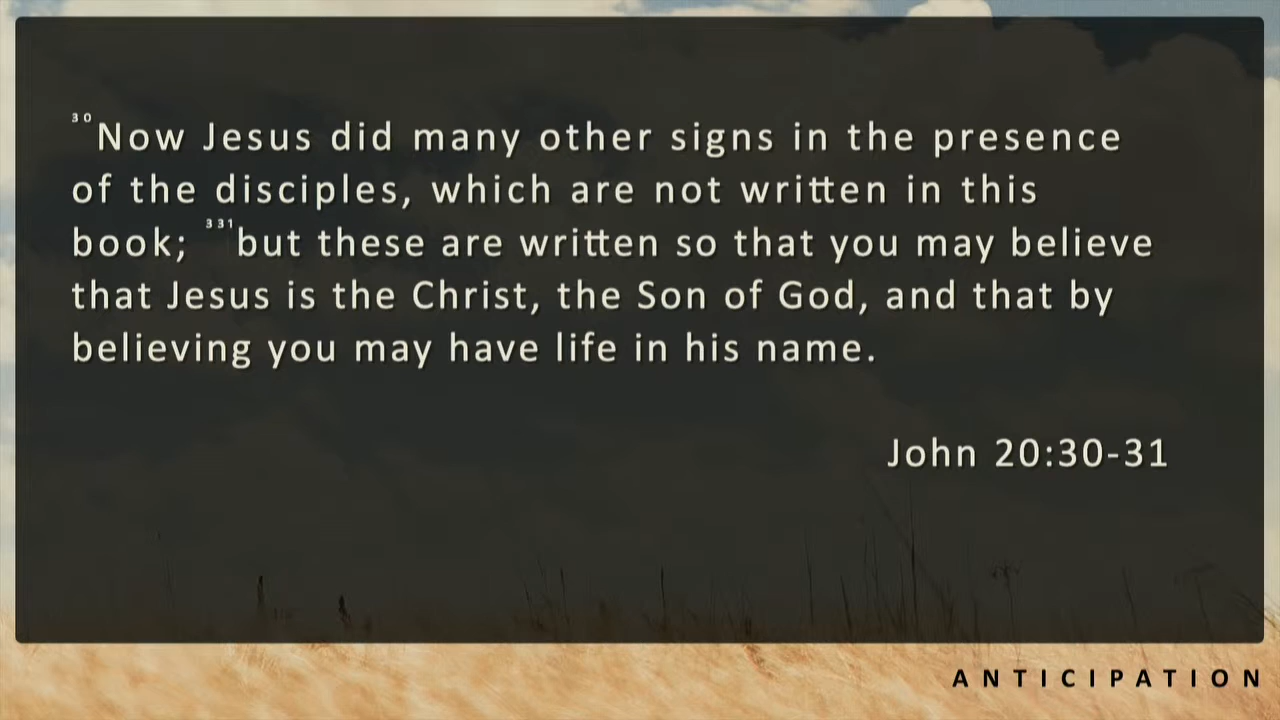 30Now Jesus did many other signs in the presence
of the disciples, which are not written in this
book; 331but these are written so that you may believe
that Jesus is the Christ, the Son of God, and that by
believing you may have life in his name.
John 20:30-31
ANTICIPATION